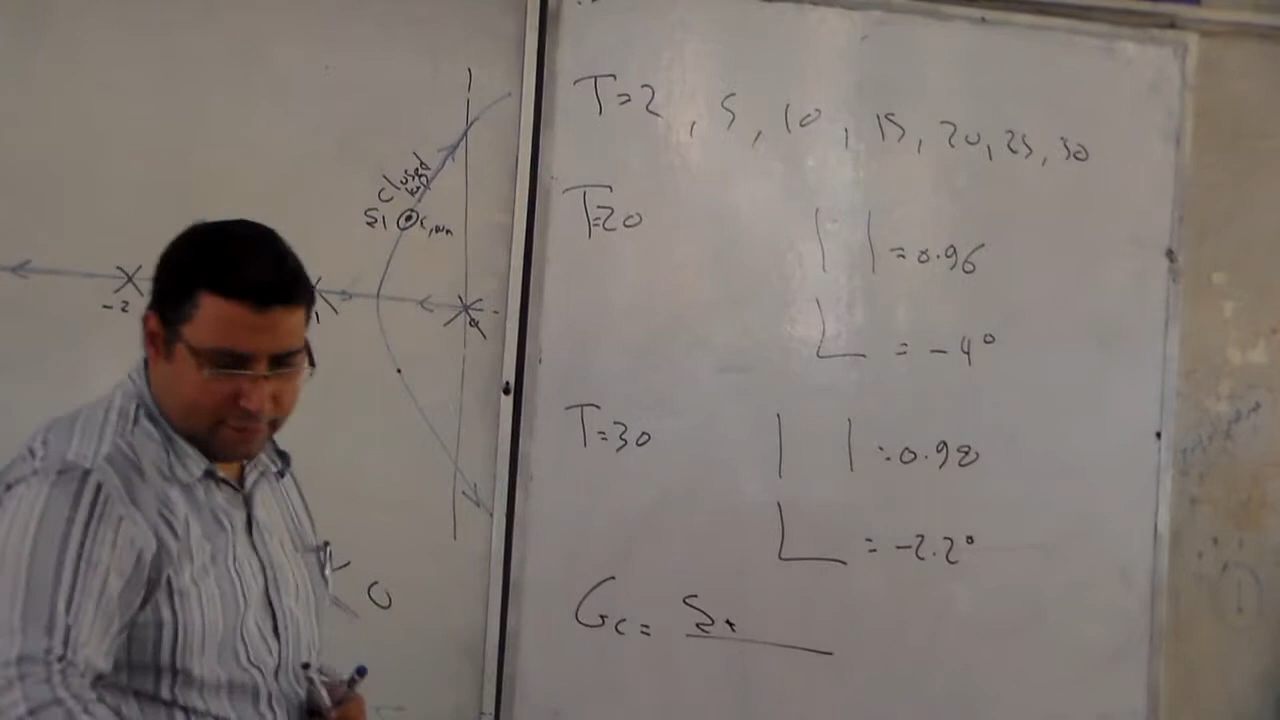 T=2, 5, 10, 15, 20, 25, 30
T=20
| | = 0.96
∠ = -4°
T=30
| | = 0.98
∠ = -2.2°
Gc = S+
Closed
loop
S1
-2
1